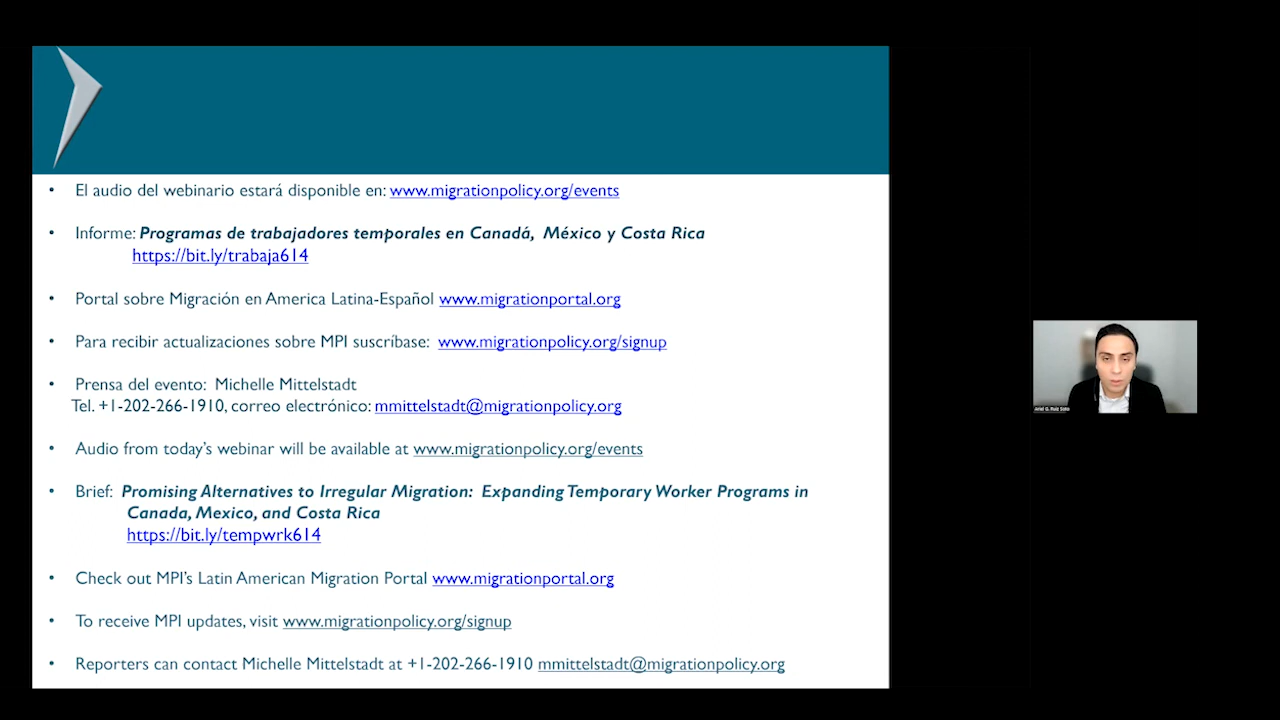 El audio del webinario estará disponible en: www.migrationpolicy.org/events
Informe: Programas de trabajadores temporales en Canadá, México y Costa Rica
https://bit.ly/trabaja614
Portal sobre Migración en America Latina-Español www.migrationportal.org
Para recibir actualizaciones sobre MPI suscríbase: www.migrationpolicy.org/signup
Prensa del evento: Michelle Mittelstadt
Tel. +1-202-266-1910, correo electrónico: mmittelstadt@migrationpolicy.org
Audio from today's webinar will be available at www.migrationpolicy.org/events
Brief: Promising Alternatives to Irregular Migration: Expanding Temporary Worker Programs in
Canada, Mexico, and Costa Rica
https://bit.ly/tempwrk614
Check out MPI's Latin American Migration Portal www.migrationportal.org
To receive MPI updates, visit www.migrationpolicy.org/signup
Reporters can contact Michelle Mittelstadt at +1-202-266-1910 mmittelstadt@migrationpolicy.org
Ariel G. Ruiz Soto